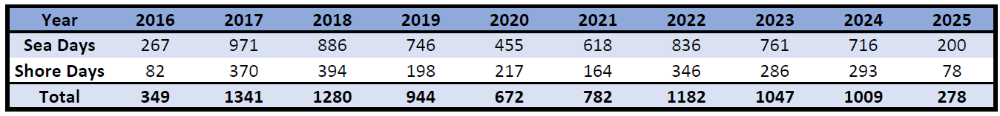 Year 2016 2017 2018 2019 2020 2021 2022 2023 2024 2025
Sea Days 267 971 886 746 455 618 836 761 716 200
Shore Days 82 370 394 198 217 164 346 286 293 78
Total 349 1341 1280 944 672 782 1182 1047 1009 278